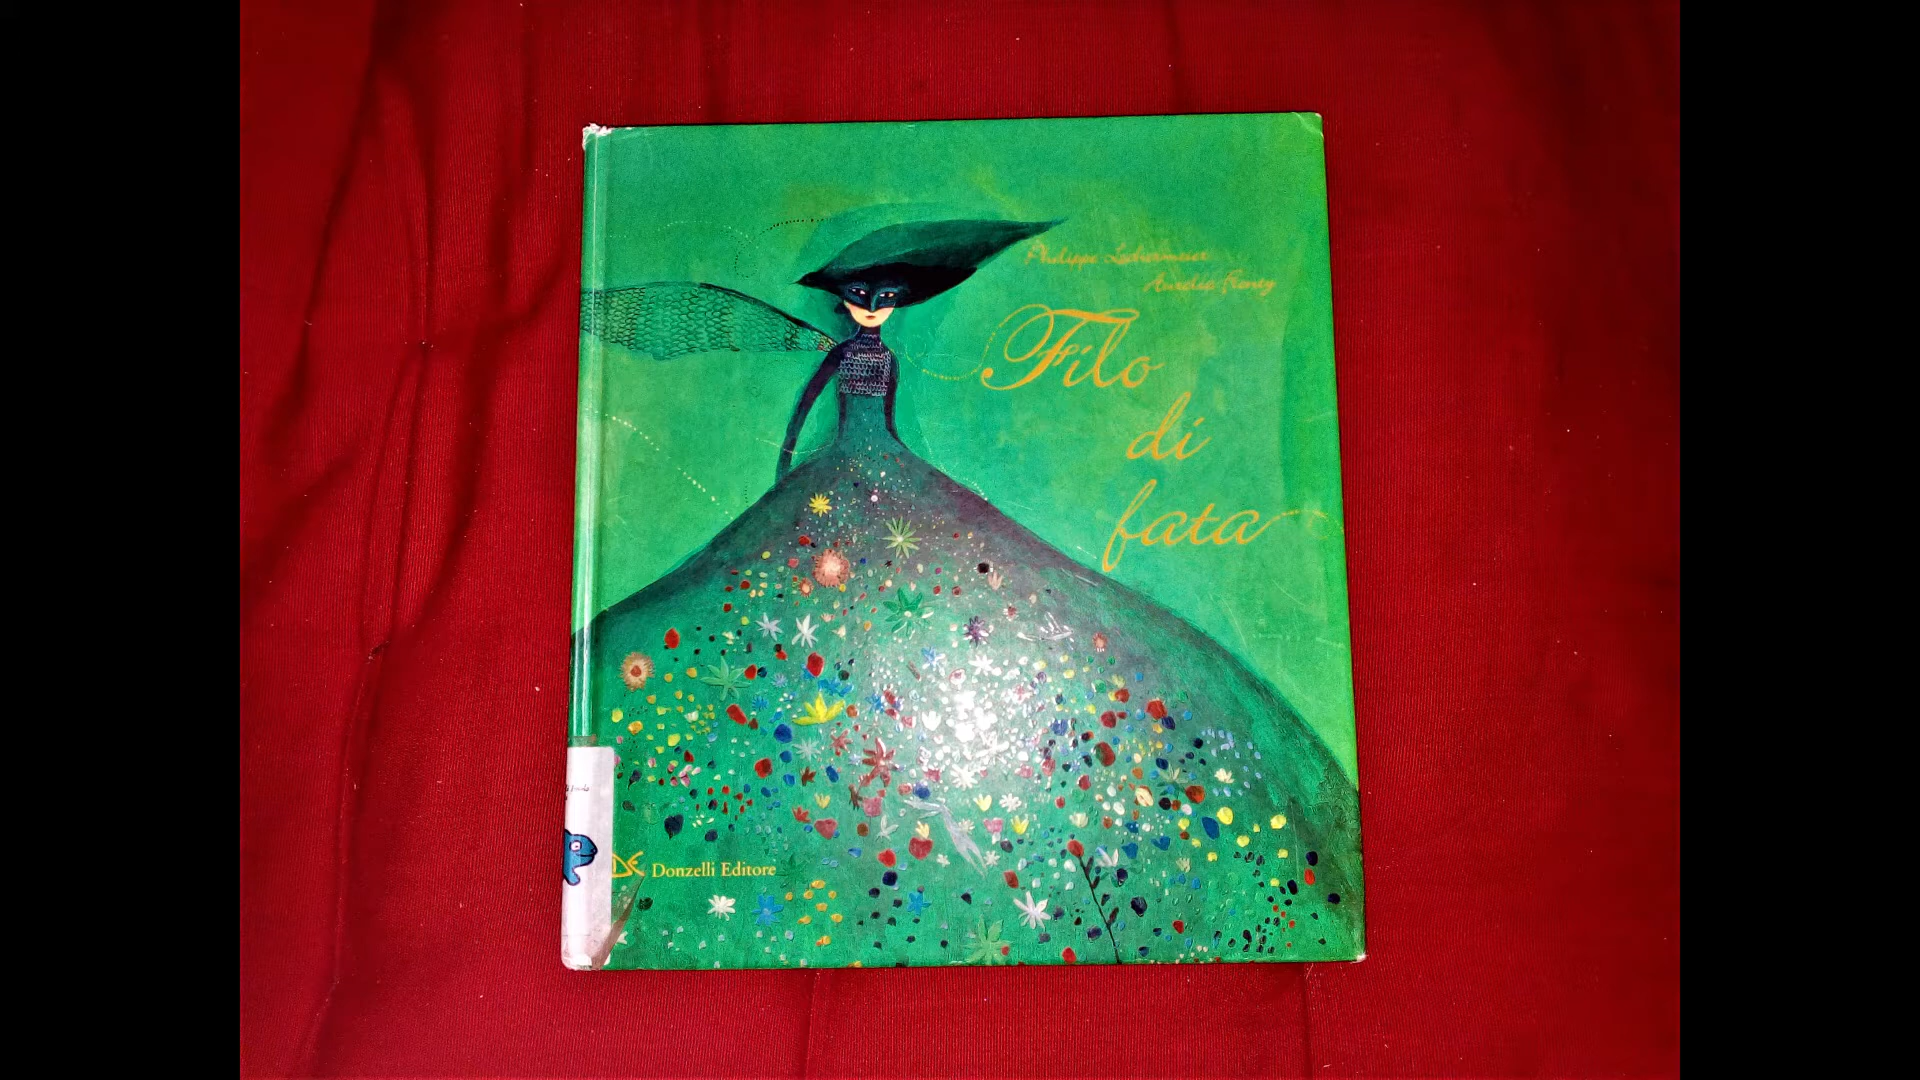 Philippe Lechermeier
Aurélia Fronty
Filo
di
fata
Donzelli Editore